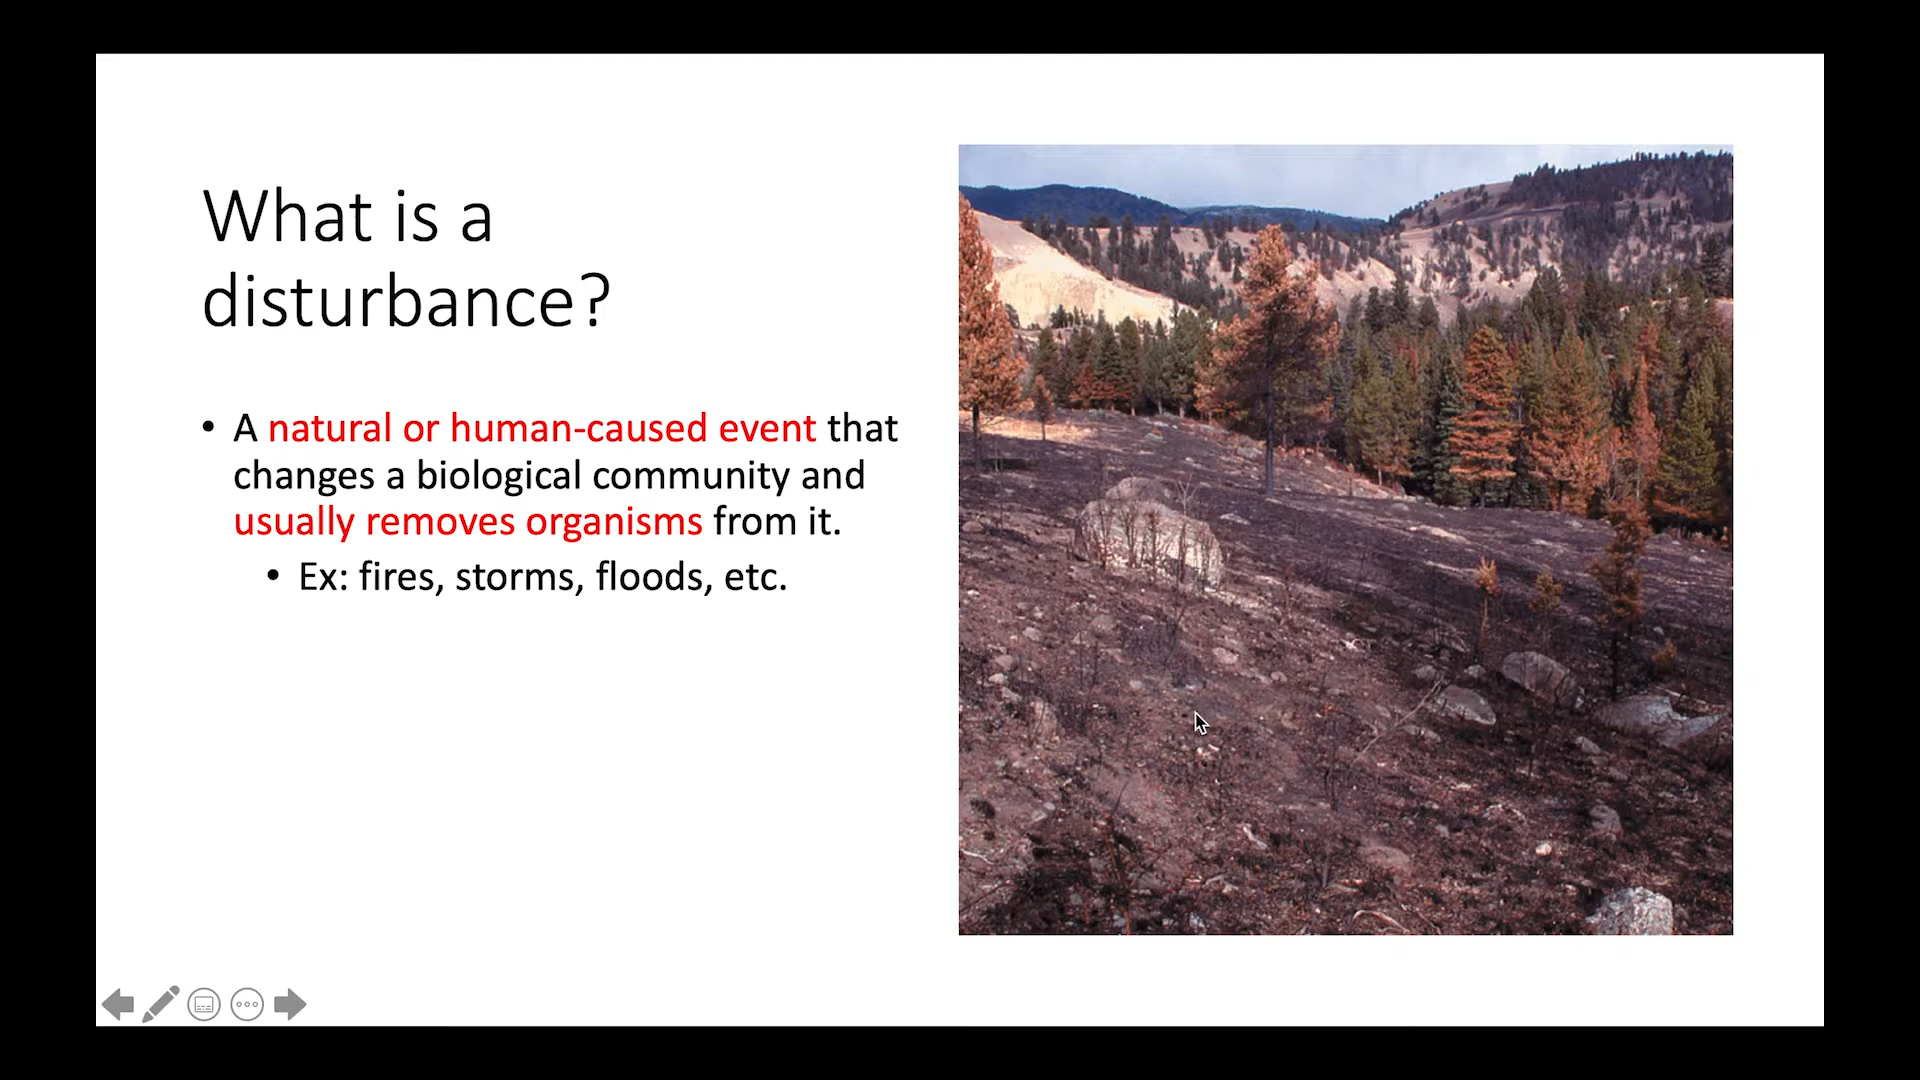 What is a
disturbance?
• A natural or human-caused event that
changes a biological community and
usually removes organisms from it.
• Ex: fires, storms, floods, etc.